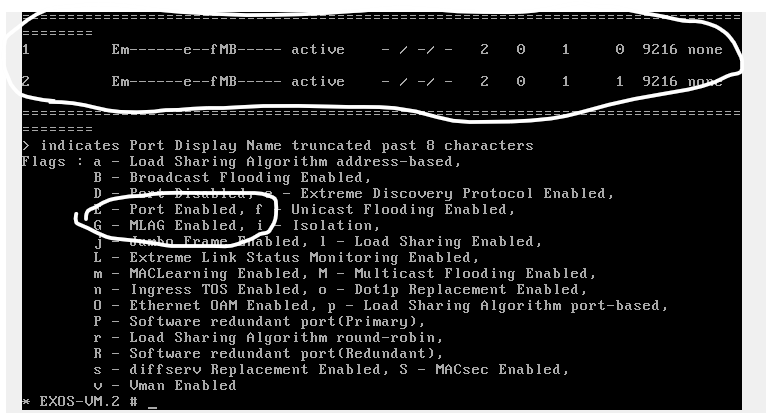 ================================================================================
========
1 Em------e--fMB----- active - / -/ - 2 0 1 0 9216 none
2 Em------e--fMB----- active - / -/ - 2 0 1 1 9216 none
================================================================================
========
> indicates Port Display Name truncated past 8 characters
Flags : a - Load Sharing Algorithm address-based,
B - Broadcast Flooding Enabled,
D - Port Disabled, e - Extreme Discovery Protocol Enabled,
E - Port Enabled, f - Unicast Flooding Enabled,
G - MLAG Enabled, i - Isolation,
j - Jumbo Frame Enabled, l - Load Sharing Enabled,
L - Extreme Link Status Monitoring Enabled,
m - MACLearning Enabled, M - Multicast Flooding Enabled,
n - Ingress TOS Enabled, o - Dot1p Replacement Enabled,
O - Ethernet OAM Enabled, p - Load Sharing Algorithm port-based,
P - Software redundant port(Primary),
r - Load Sharing Algorithm round-robin,
R - Software redundant port(Redundant),
s - diffserv Replacement Enabled, S - MACsec Enabled,
v - Vman Enabled
* EXOS-VM.2 # _